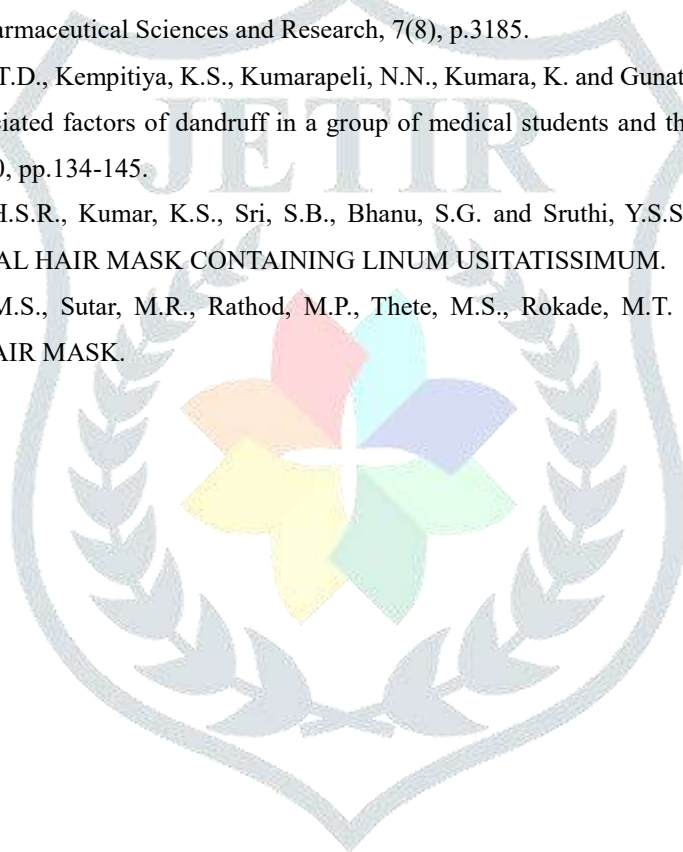 armaceutical Sciences and Research, 7(8), p.3185.
T.D., Kempitiya, K.S., Kumarapeli, N.N., Kumara, K. and Gunat
ciated factors of dandruff in a group of medical students and th
0, pp.134-145.
H.S.R., Kumar, K.S., Sri, S.B., Bhanu, S.G. and Sruthi, Y.S.S
AL HAIR MASK CONTAINING LINUM USITATISSIMUM.
M.S., Sutar, M.R., Rathod, M.P., Thete, M.S., Rokade, M.T.
AIR MASK.
JETIR